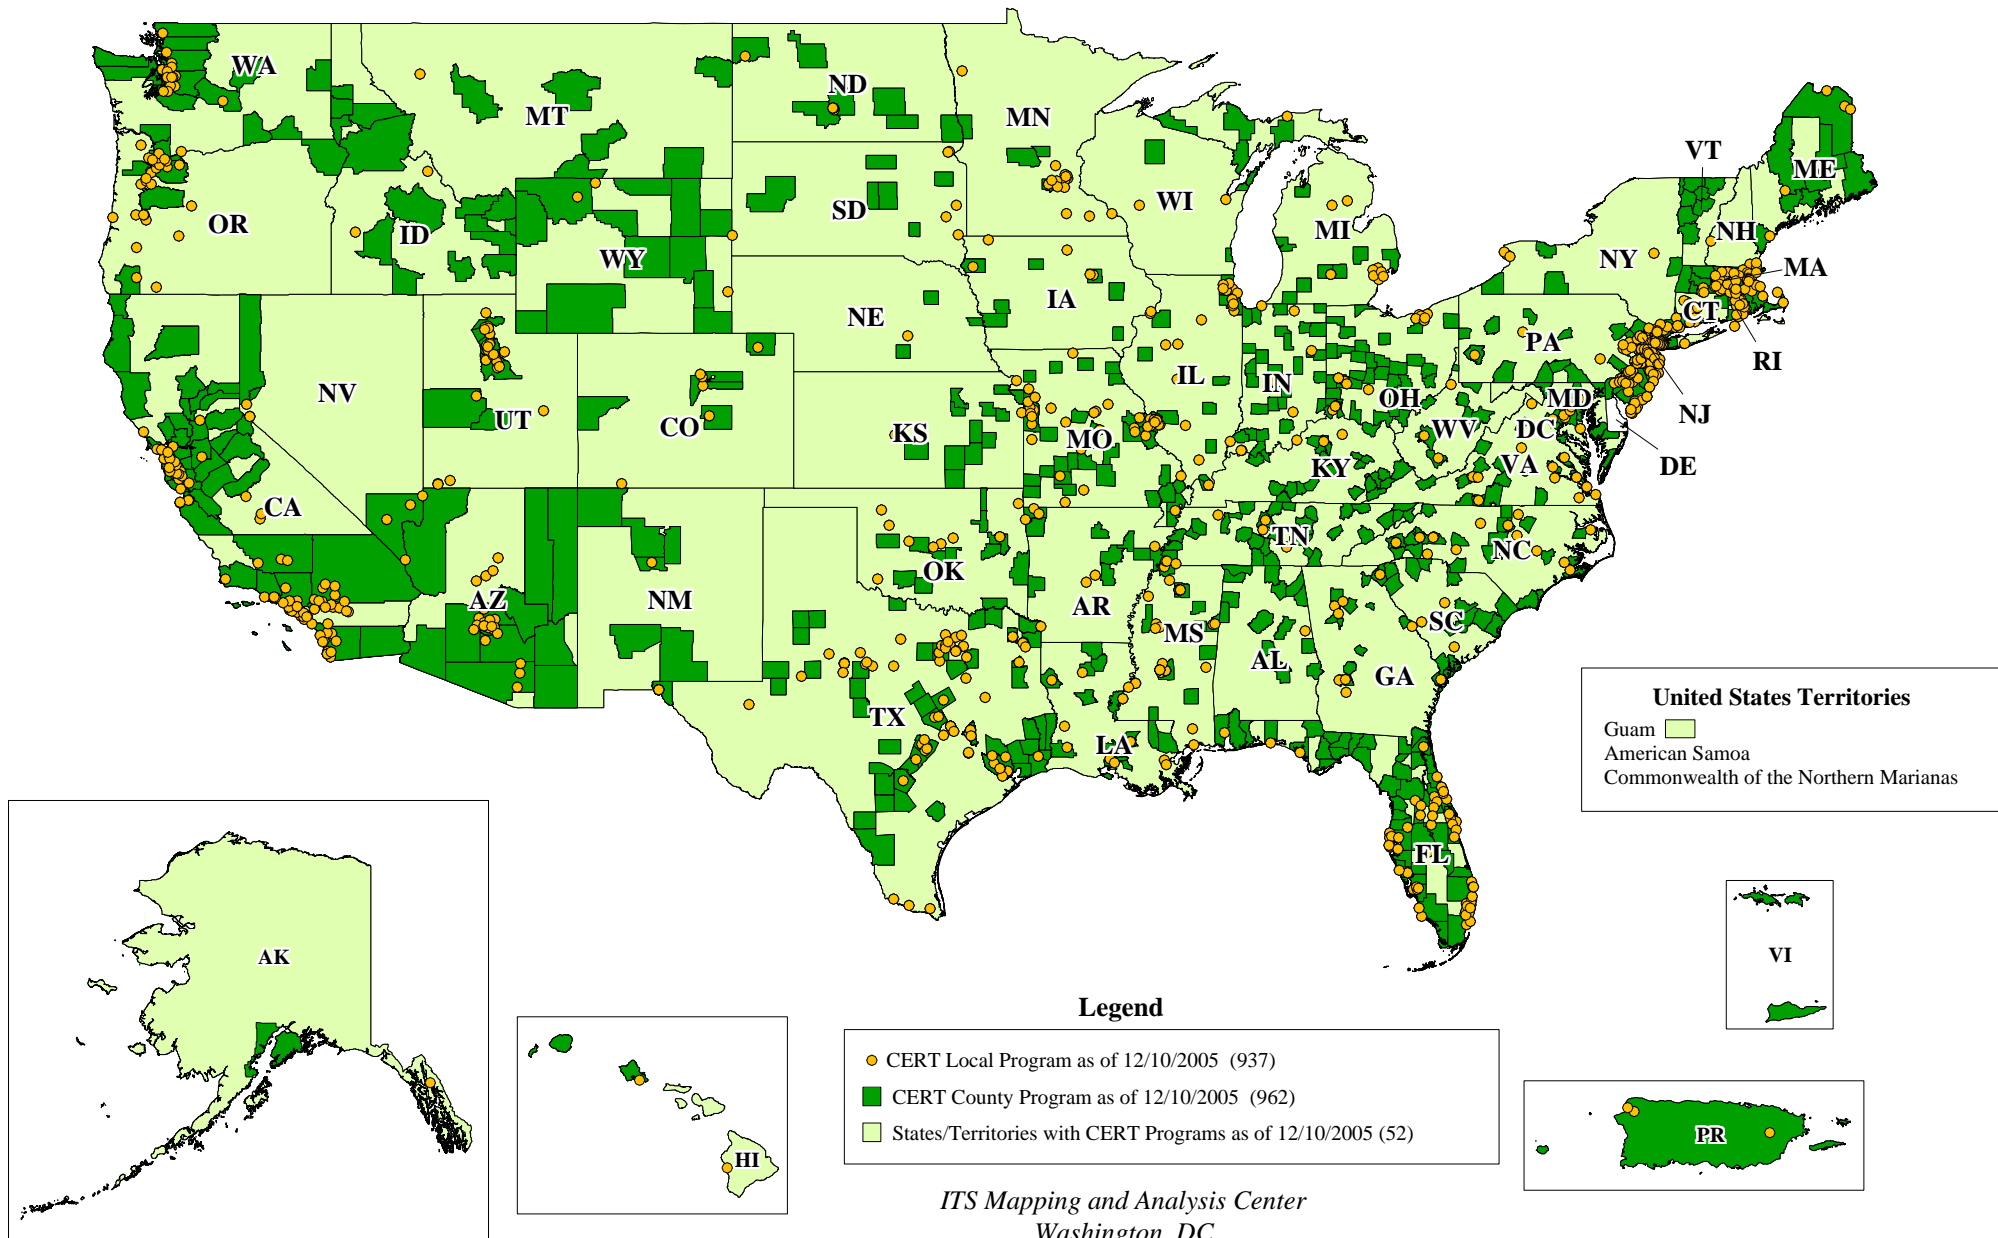 WA
MT
ND
MN
VT
ME
OR
ID
WY
SD
WI
MI
NY
NH
MA
NV
UT
CO
NE
IA
IL
IN
OH
PA
CT
RI
NJ
MD
DC
DE
WV
VA
CA
KS
MO
KY
AZ
NM
OK
AR
TN
NC
SC
MS
AL
GA
TX
LA
FL
United States Territories
Guam
American Samoa
Commonwealth of the Northern Marianas
AK
HI
VI
PR
Legend
CERT Local Program as of 12/10/2005 (937)
CERT County Program as of 12/10/2005 (962)
States/Territories with CERT Programs as of 12/10/2005 (52)
ITS Mapping and Analysis Center
Washington, DC